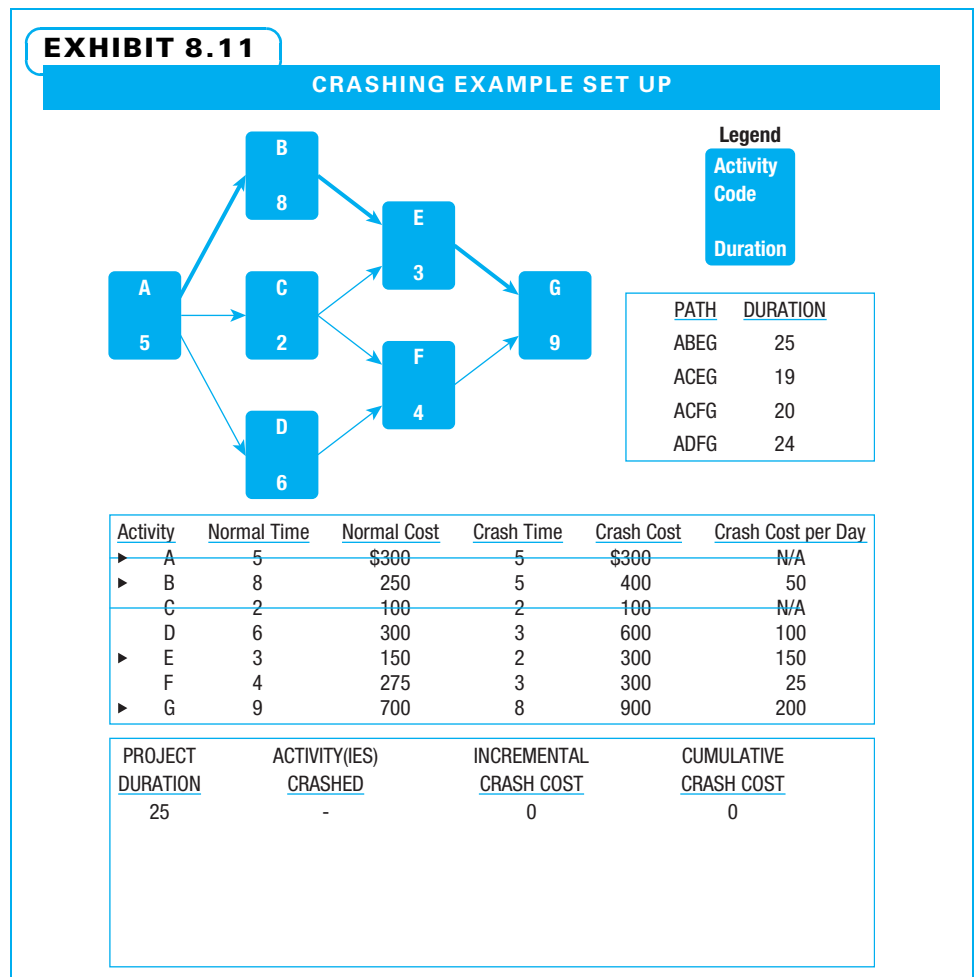 EXHIBIT 8.11
CRASHING EXAMPLE SET UP
B
8
E
3
A
5
C
2
G
9
F
4
D
6
Legend
Activity
Code
Duration
PATH DURATION
ABEG 25
ACEG 19
ACFG 20
ADFG 24
Activity Normal Time Normal Cost Crash Time Crash Cost Crash Cost per Day
▶ A 5 $300 5 $300 N/A
▶ B 8 250 5 400 50
C 2 100 2 100 N/A
D 6 300 3 600 100
▶ E 3 150 2 300 150
F 4 275 3 300 25
▶ G 9 700 8 900 200
PROJECT ACTIVITY(IES) INCREMENTAL CUMULATIVE
DURATION CRASHED CRASH COST CRASH COST
25 - 0 0